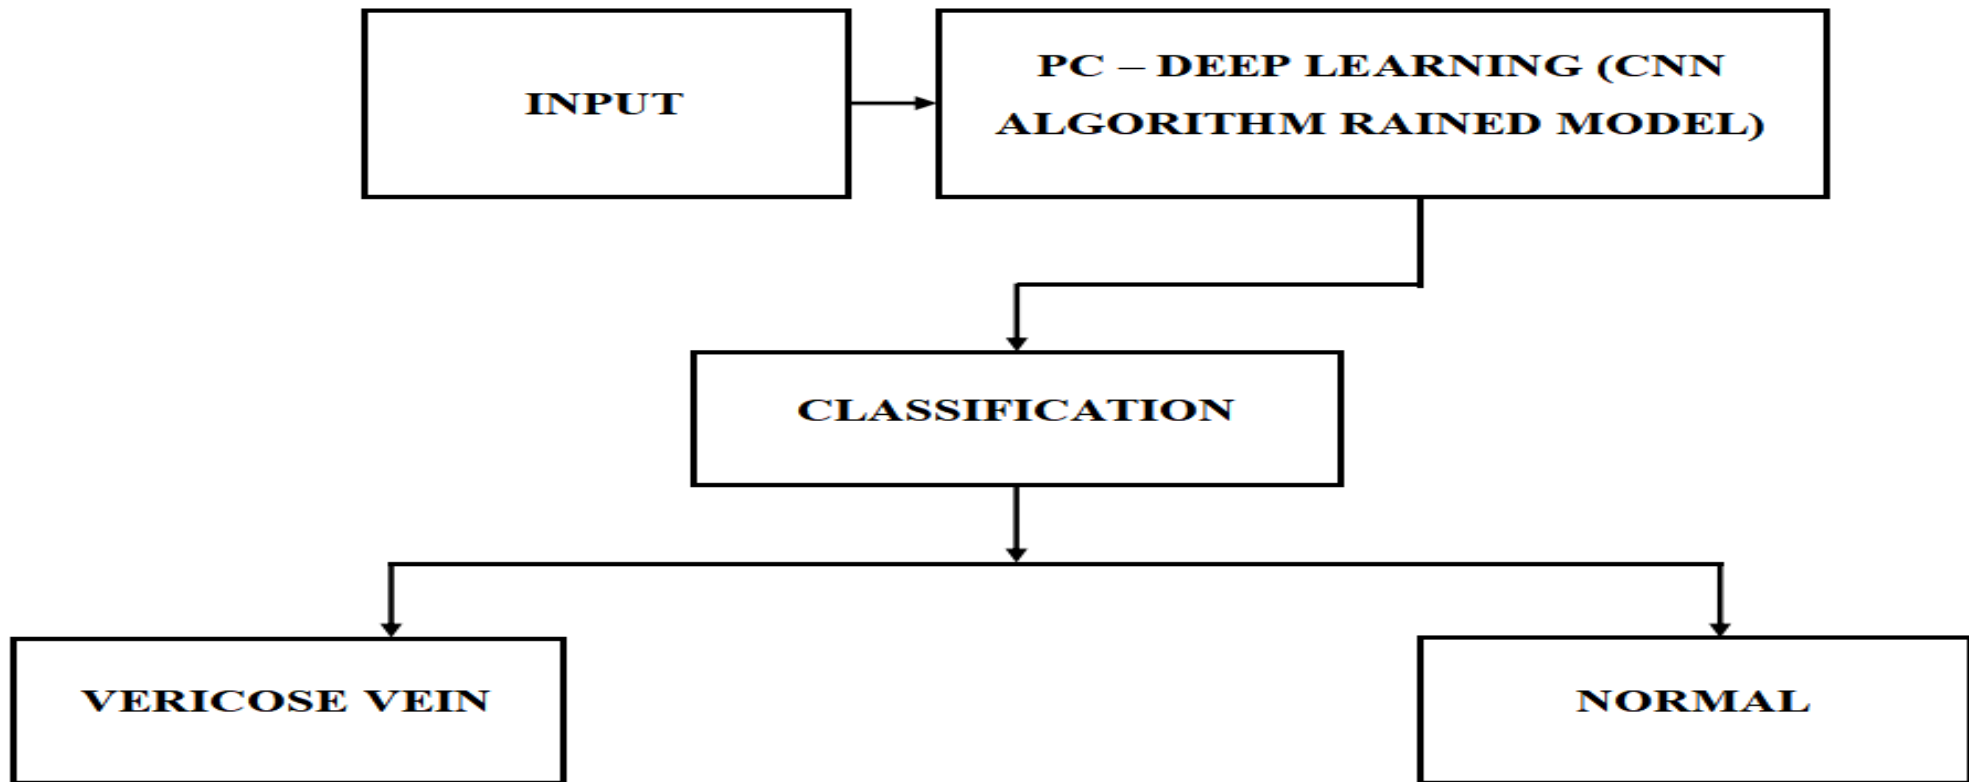 INPUT
PC – DEEP LEARNING (CNN
ALGORITHM RAINED MODEL)
CLASSIFICATION
VERICOSE VEIN
NORMAL